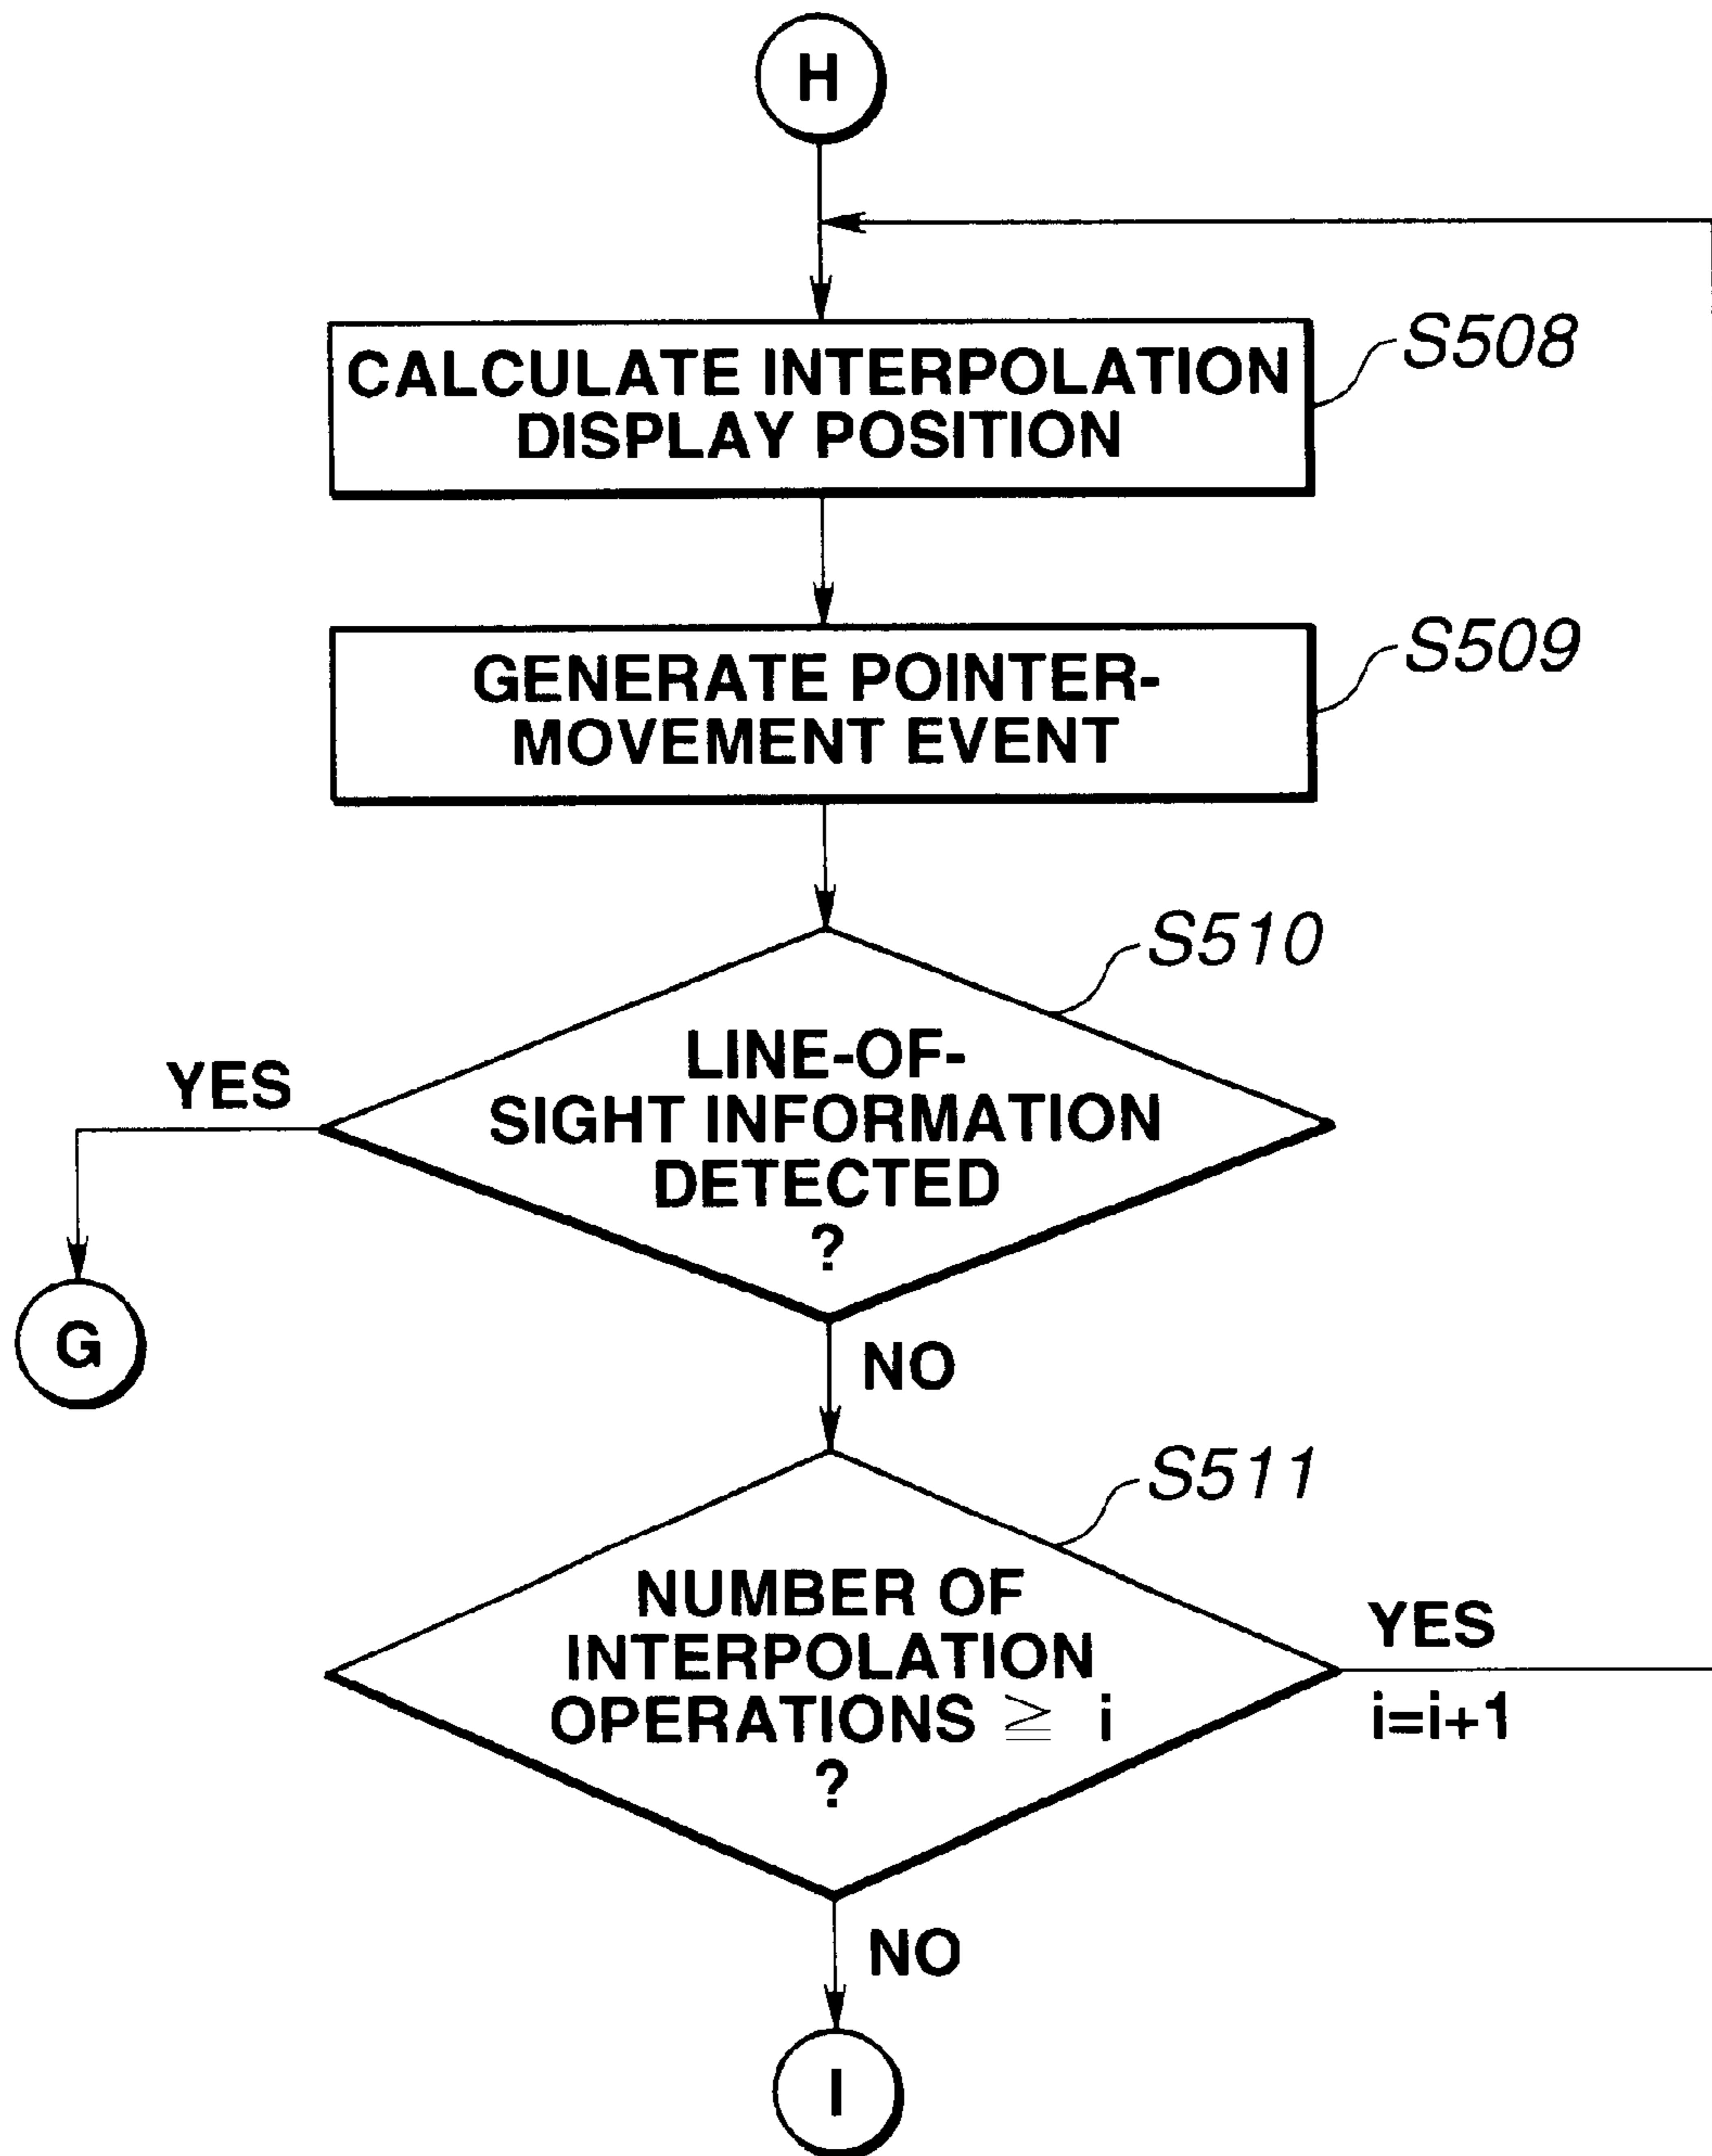 H
CALCULATE INTERPOLATION
DISPLAY POSITION
S508
GENERATE POINTER-
MOVEMENT EVENT
S509
S510
LINE-OF-
SIGHT INFORMATION
DETECTED
?
YES
G
NO
S511
NUMBER OF
INTERPOLATION
OPERATIONS ≧ i
?
YES
i=i+1
NO
I